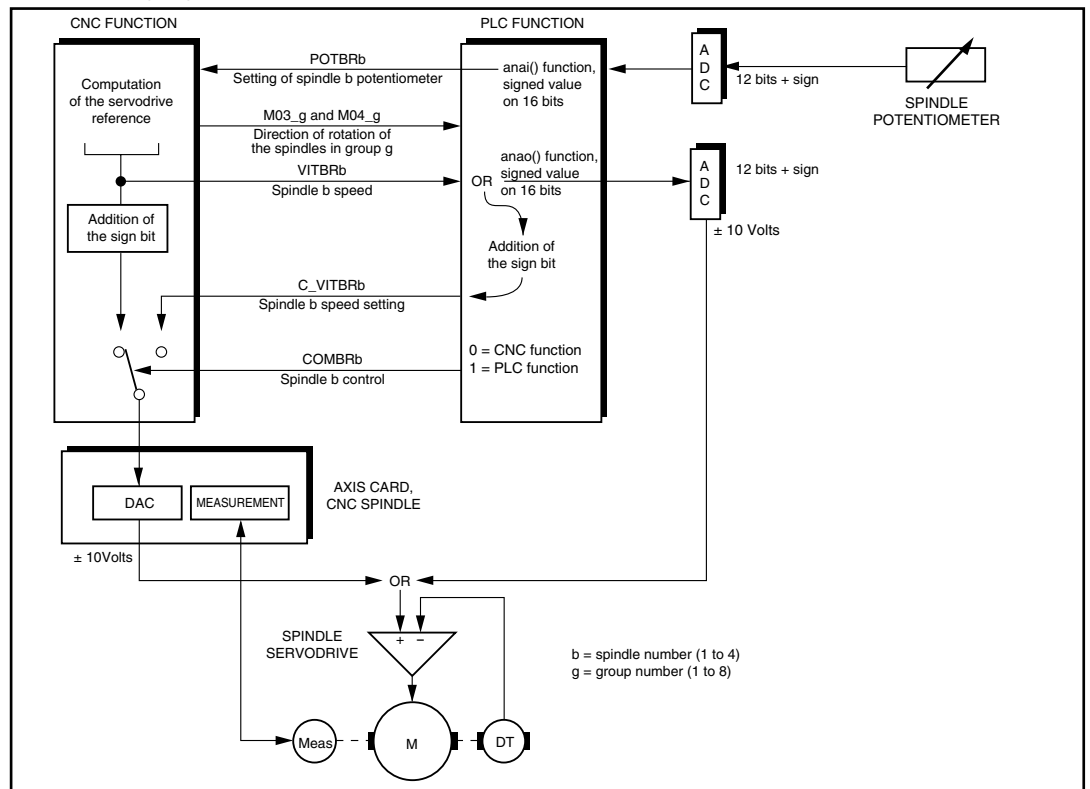 CNC FUNCTION
PLC FUNCTION
Computation
of the servodrive
reference
Addition of
the sign bit
POTBRb
Setting of spindle b potentiometer
M03_g and M04_g
Direction of rotation of
the spindles in group g
VITBRb
Spindle b speed
C_VITBRb
Spindle b speed setting
COMBRb
Spindle b control
anai() function,
signed value
on 16 bits
anao() function,
signed value
on 16 bits
OR
Addition of
the sign bit
0 = CNC function
1 = PLC function
A
D
C
12 bits + sign
SPINDLE
POTENTIOMETER
A
D
C
12 bits + sign
± 10 Volts
DAC
MEASUREMENT
AXIS CARD,
CNC SPINDLE
± 10Volts
OR
SPINDLE
SERVODRIVE
+ –
b = spindle number (1 to 4)
g = group number (1 to 8)
Meas
M
DT